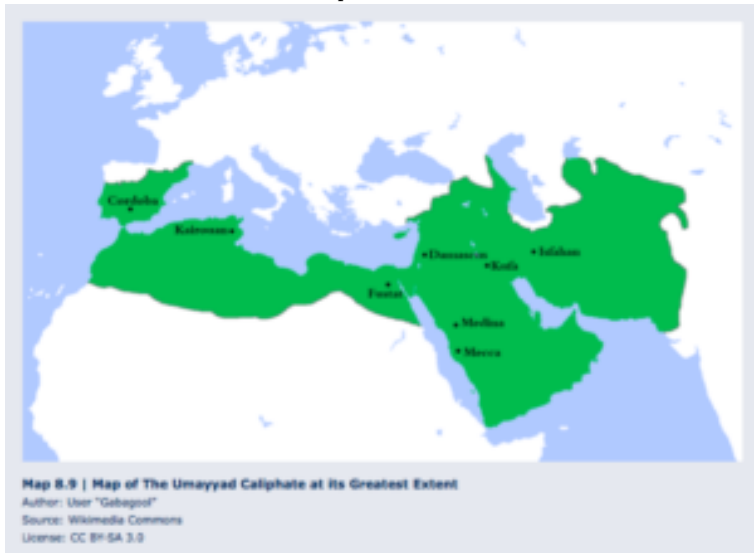 Cordoba
Kairouan
Damascus
Kufa
Isfahan
Fustat
Medina
Mecca
Map 8.9 | Map of The Umayyad Caliphate at its Greatest Extent
Author: User "Gabagool"
Source: Wikimedia Commons
License: CC BY-SA 3.0